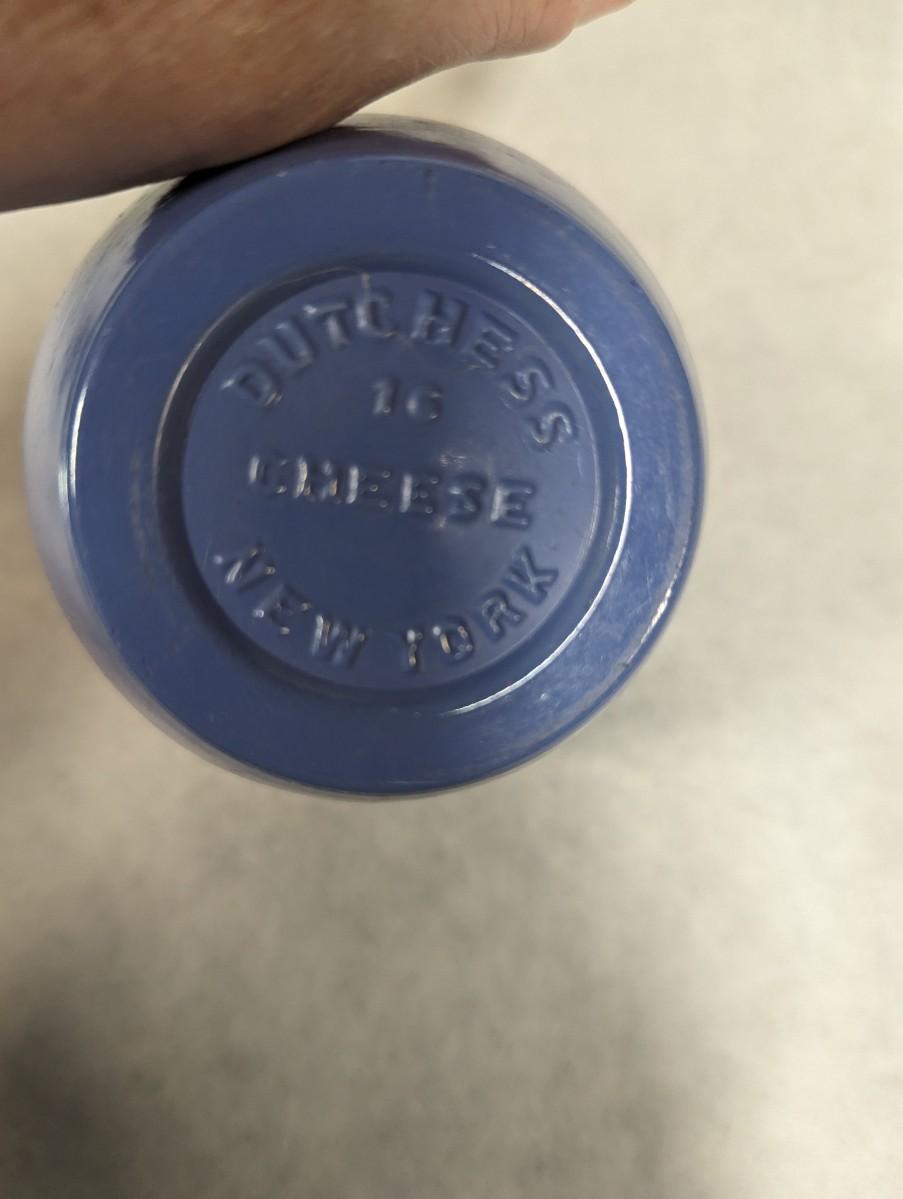 DUTCHESS
16
CHEESE
NEW YORK